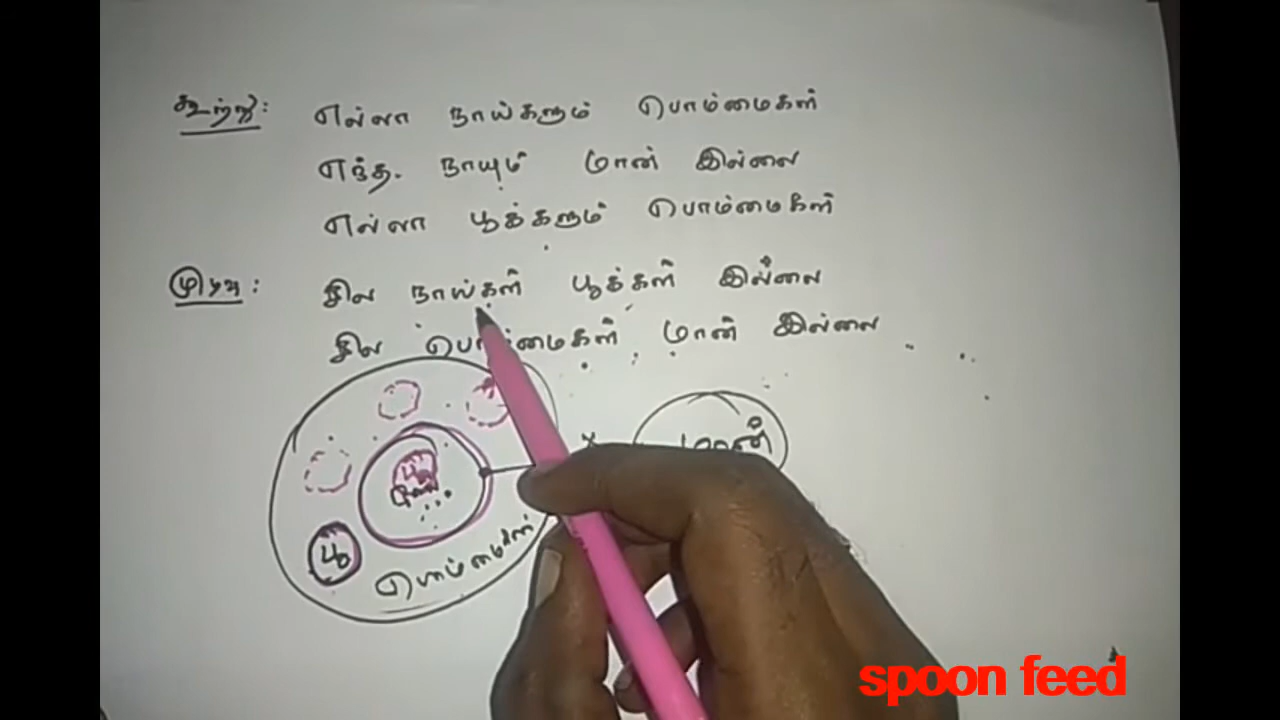 கூற்று: எல்லா நாய்களும் பொம்மைகள்
எந்த நாயும் மான் இல்லை
எல்லா பூக்களும் பொம்மைகள்
முடிவு: சில நாய்கள் பூக்கள் இல்லை
சில பொம்மைகள் மான் இல்லை
பூ
மான்
பூ
பொம்மைகள்
spoon feed